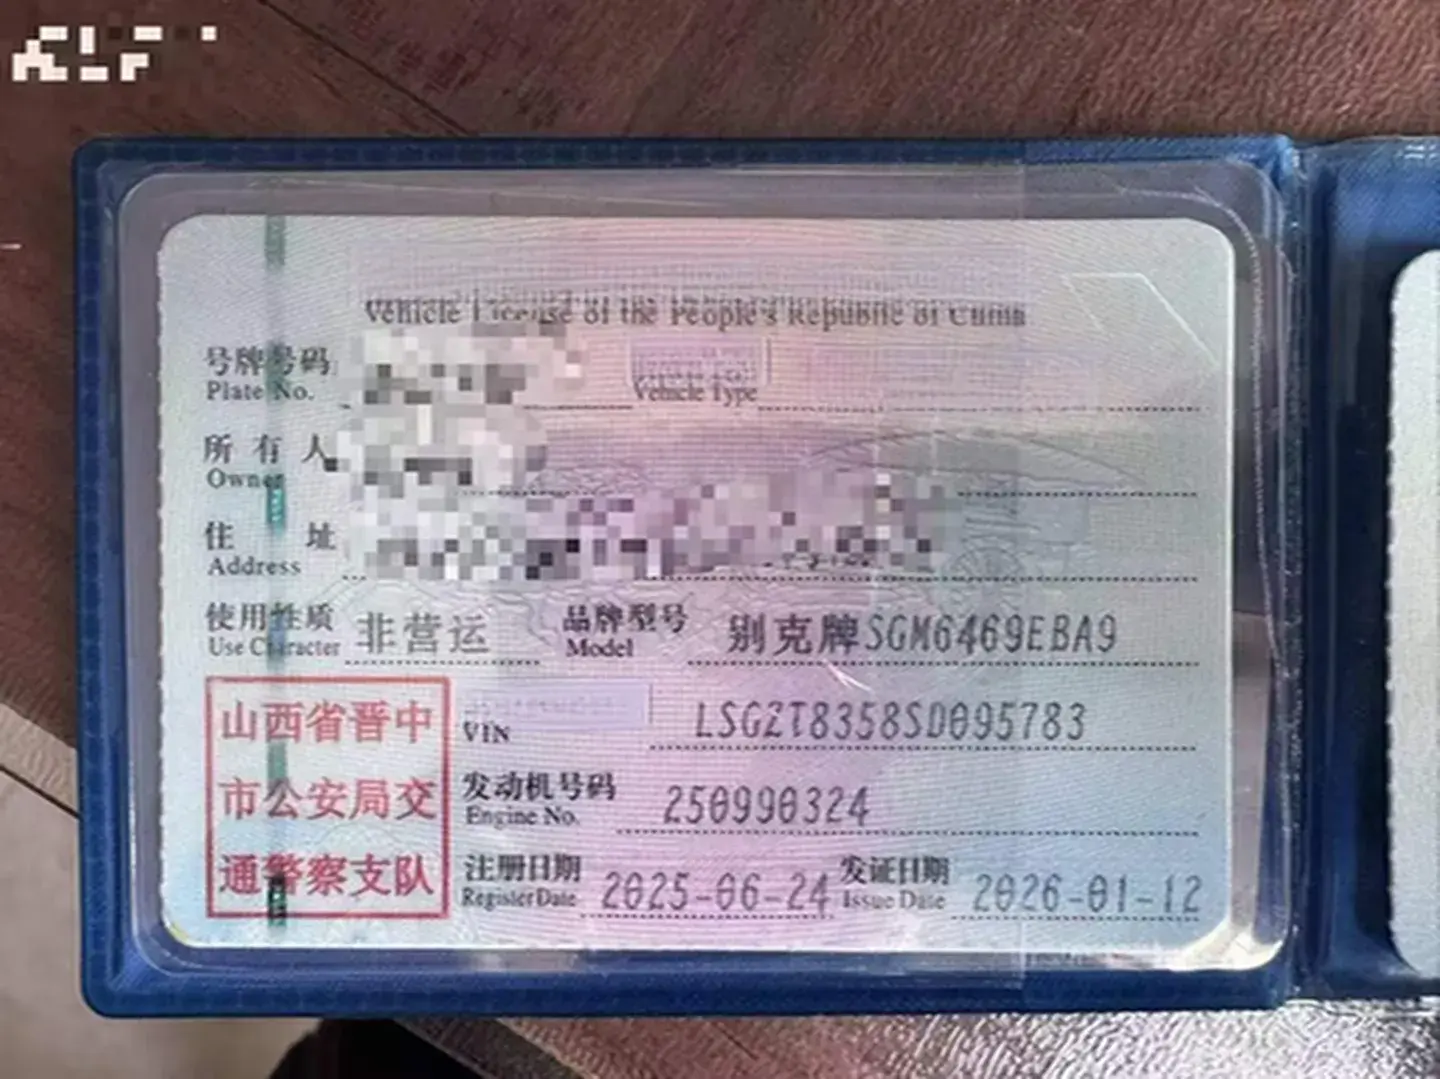 Vehicle License of the People's Republic of China
号牌号码
Plate No.
Vehicle Type
所有人
Owner
住址
Address
使用性质 非营运 品牌型号 别克牌SGM6469EBA9
Use Character Model
山西省晋中
市公安局交
通警察支队
VIN LSGZT8358SD095783
发动机号码 250990324
Engine No.
注册日期 2025-06-24 发证日期 2026-01-12
Register Date Issue Date